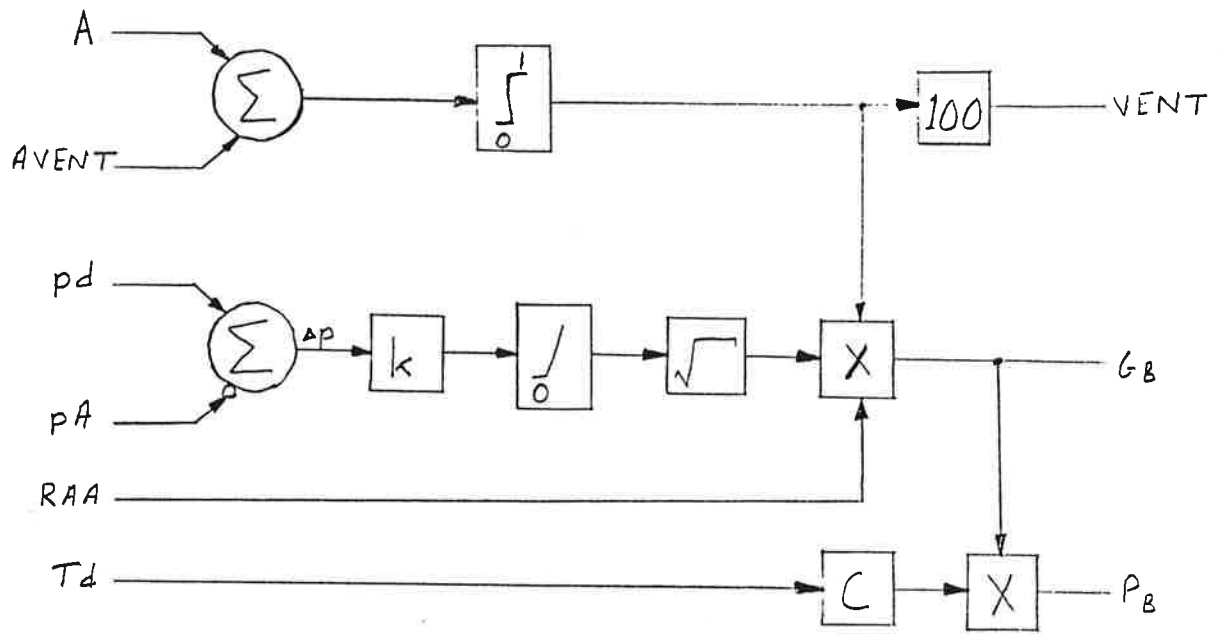 A
Σ
1
0
100
VENT
AVENT
pd
Σ
Δp
k
0
√
X
G_B
pA
RAA
Td
C
X
P_B